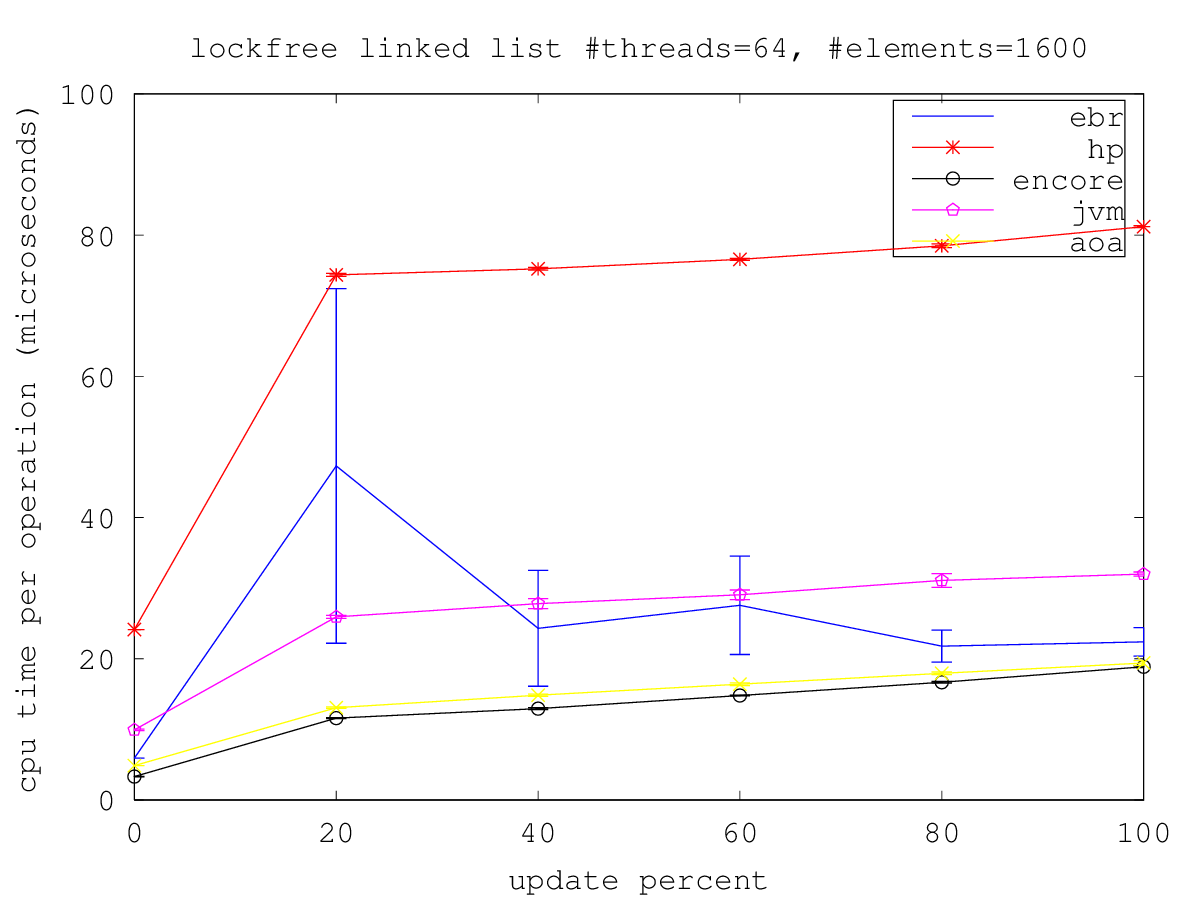 lockfree linked list #threads=64, #elements=1600
cpu time per operation (microseconds)
100
80
60
40
20
0
ebr
hp
encore
jvm
aoa
0 20 40 60 80 100
update percent